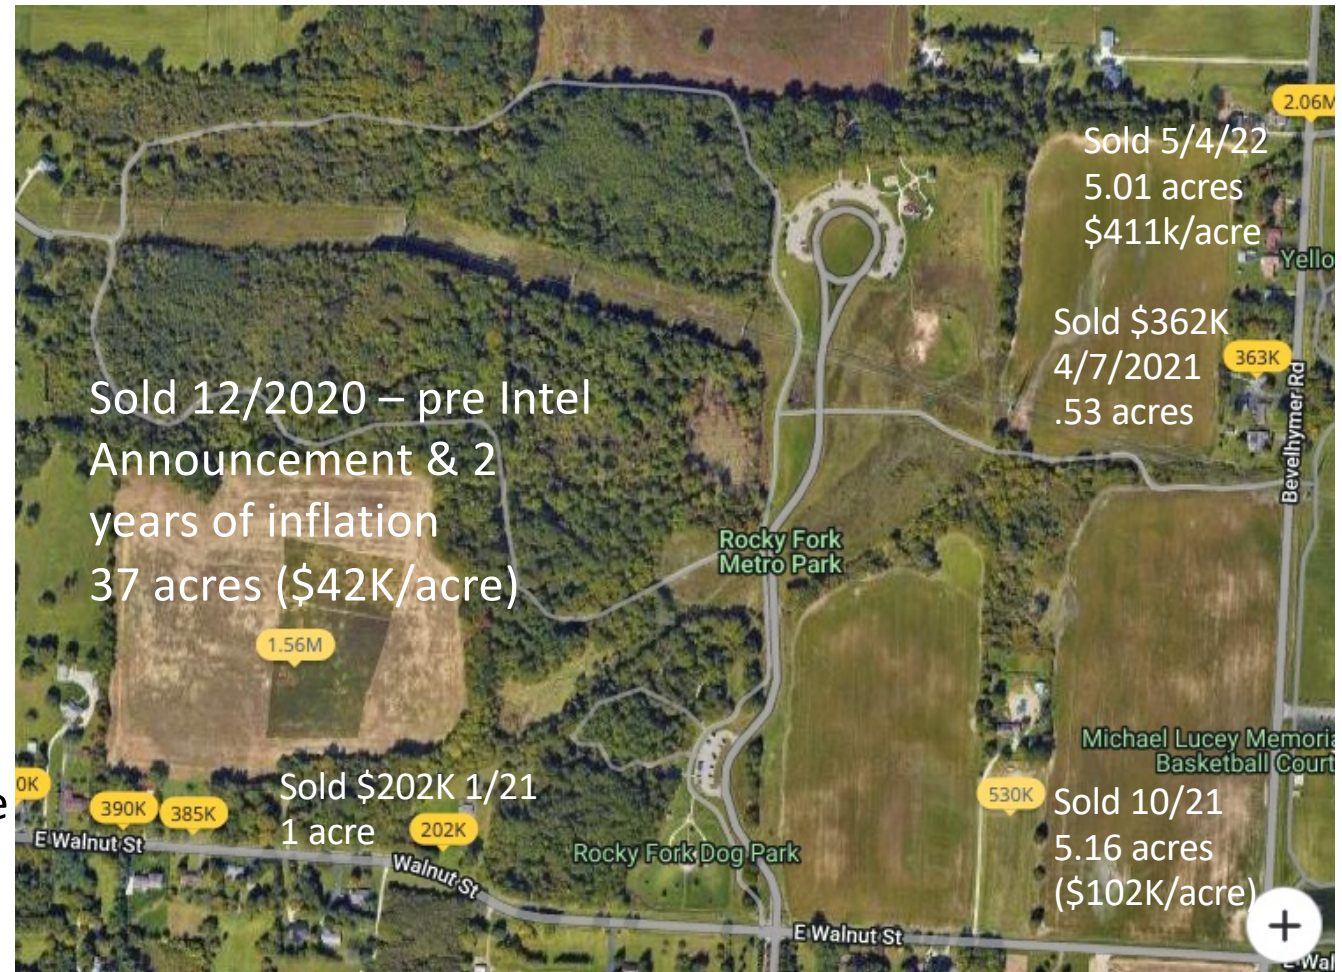 2.06M
Sold 5/4/22
5.01 acres
$411k/acre
Yello
Sold $362K
4/7/2021
.53 acres
363K
Bevelhymer Rd
Sold 12/2020 – pre Intel
Announcement & 2
years of inflation
37 acres ($42K/acre)
1.56M
Rocky Fork
Metro Park
Michael Lucey Memoria
Basketball Court
0K
e
390K
385K
Sold $202K 1/21
1 acre
202K
530K
Sold 10/21
5.16 acres
($102K/acre)
E Walnut St
Walnut St
Rocky Fork Dog Park
E Walnut St
+
E Wal